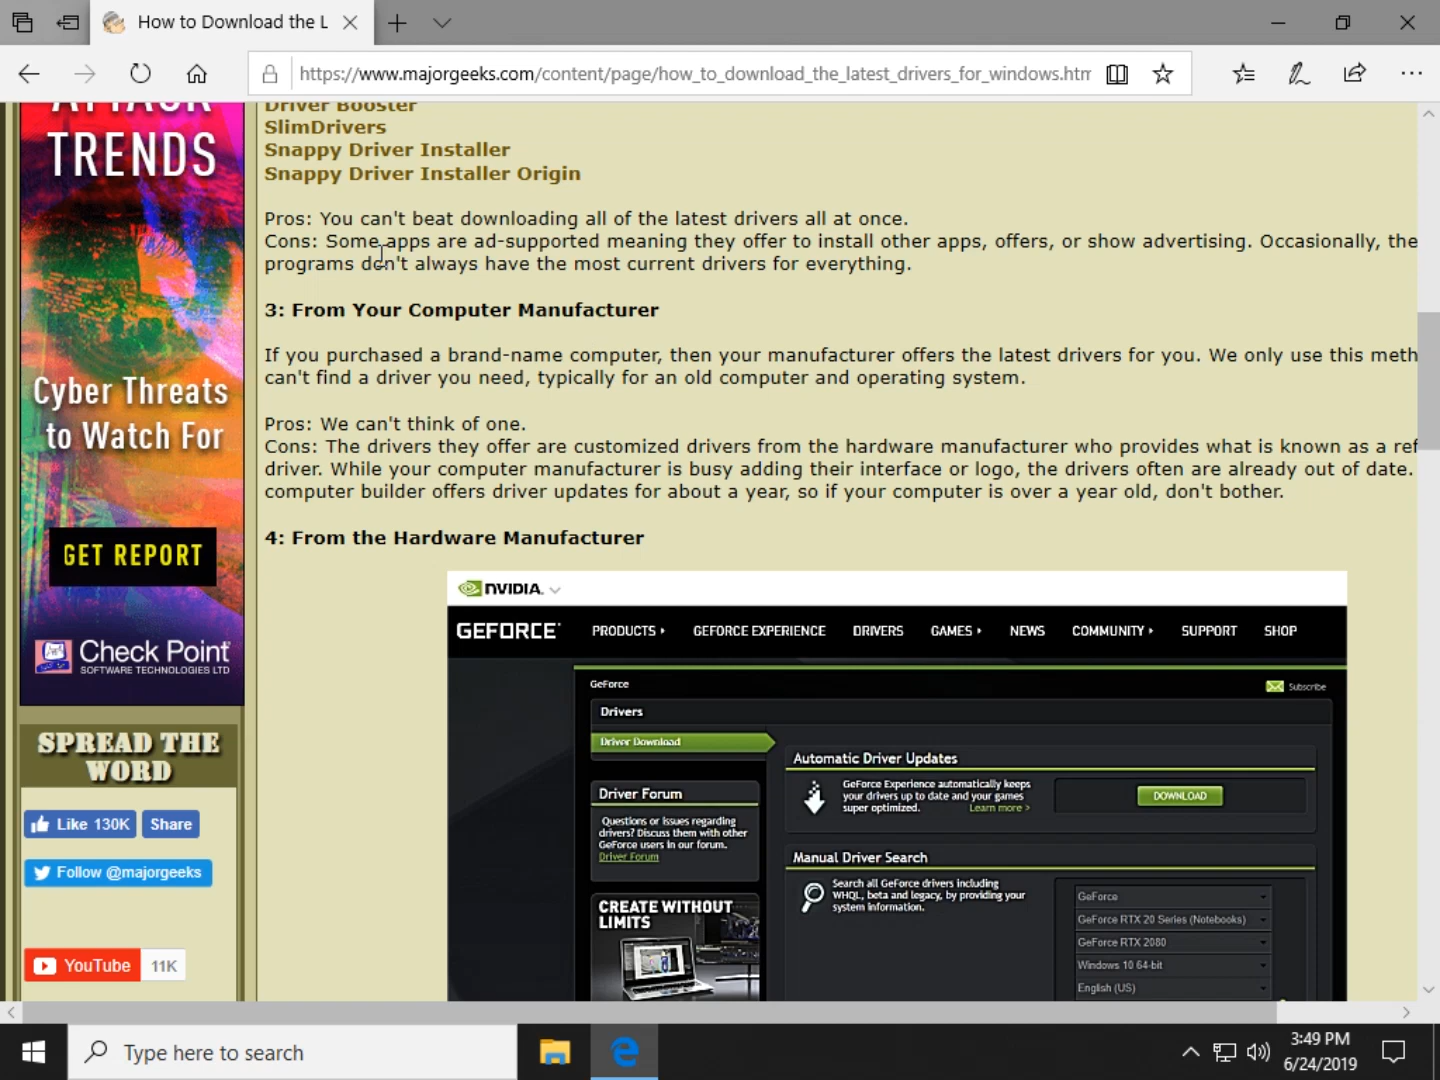 How to Download the L
https://www.majorgeeks.com/content/page/how_to_download_the_latest_drivers_for_windows.htm
ATTACK
TRENDS
Cyber Threats
to Watch For
GET REPORT
Check Point
SOFTWARE TECHNOLOGIES LTD
SPREAD THE
WORD
Like 130K
Share
Follow @majorgeeks
YouTube
11K
Driver Booster
SlimDrivers
Snappy Driver Installer
Snappy Driver Installer Origin
Pros: You can't beat downloading all of the latest drivers all at once.
Cons: Some apps are ad-supported meaning they offer to install other apps, offers, or show advertising. Occasionally, the
programs don't always have the most current drivers for everything.
3: From Your Computer Manufacturer
If you purchased a brand-name computer, then your manufacturer offers the latest drivers for you. We only use this meth
can't find a driver you need, typically for an old computer and operating system.
Pros: We can't think of one.
Cons: The drivers they offer are customized drivers from the hardware manufacturer who provides what is known as a ref
driver. While your computer manufacturer is busy adding their interface or logo, the drivers often are already out of date.
computer builder offers driver updates for about a year, so if your computer is over a year old, don't bother.
4: From the Hardware Manufacturer
NVIDIA.
GEFORCE
PRODUCTS
GEFORCE EXPERIENCE
DRIVERS
GAMES
NEWS
COMMUNITY
SUPPORT
SHOP
GeForce
Subscribe
Drivers
Driver Download
Automatic Driver Updates
GeForce Experience automatically keeps
your drivers up to date and your games
super optimized.
Learn more >
DOWNLOAD
Driver Forum
Questions or issues regarding
drivers? Discuss them with other
GeForce users in our forum.
Driver Forum
Manual Driver Search
Search all GeForce drivers including
WHQL, beta and legacy, by providing your
system information.
GeForce
GeForce RTX 20 Series (Notebooks)
GeForce RTX 2080
Windows 10 64-bit
English (US)
CREATE WITHOUT
LIMITS
Type here to search
3:49 PM
6/24/2019